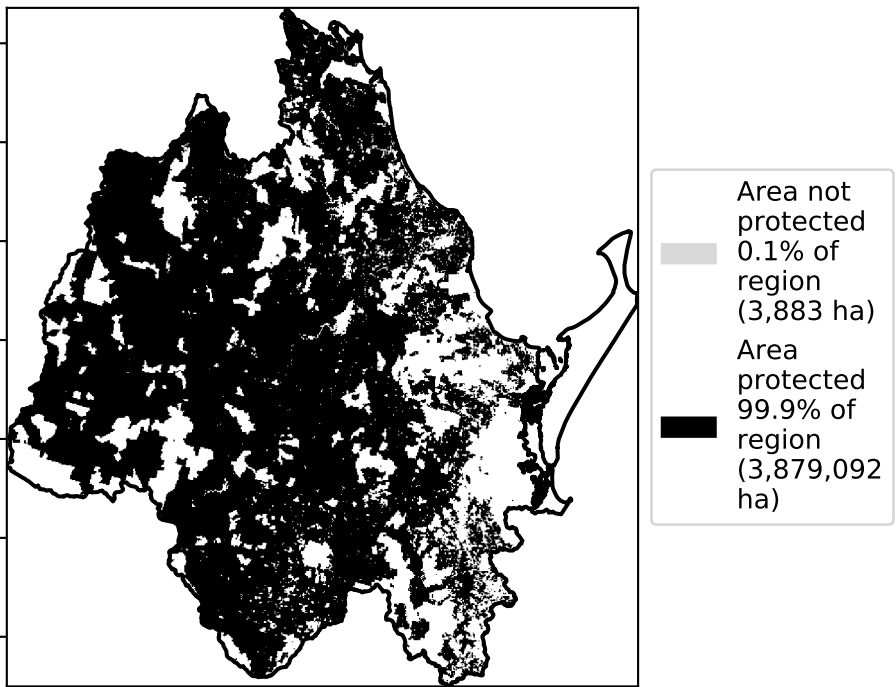 Area not
protected
0.1% of
region
(3,883 ha)
Area
protected
99.9% of
region
(3,879,092
ha)